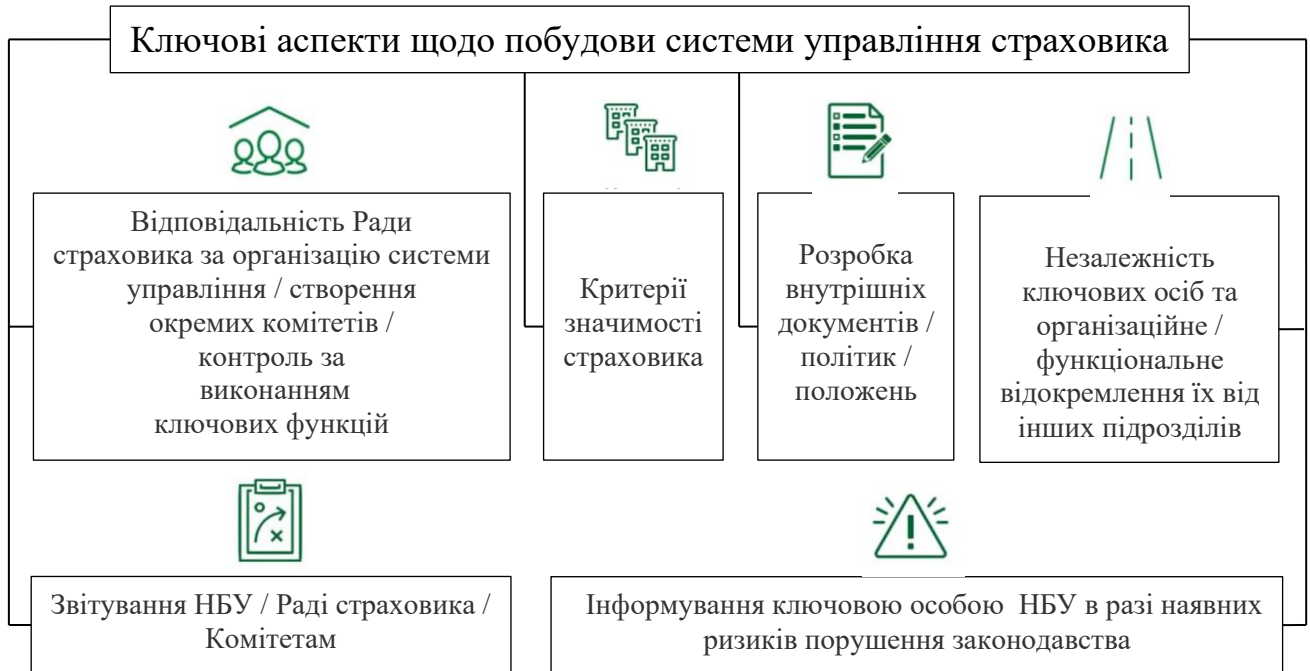 Ключові аспекти щодо побудови системи управління страховика
Відповідальність Ради
страховика за організацію системи
управління / створення
окремих комітетів /
контроль за
виконанням
ключових функцій
Критерії
значимості
страховика
Розробка
внутрішніх
документів /
політик /
положень
Незалежність
ключових осіб та
організаційне /
функціональне
відокремлення їх від
інших підрозділів
Звітування НБУ / Раді страховика /
Комітетам
Інформування ключовою особою НБУ в разі наявних
ризиків порушення законодавства